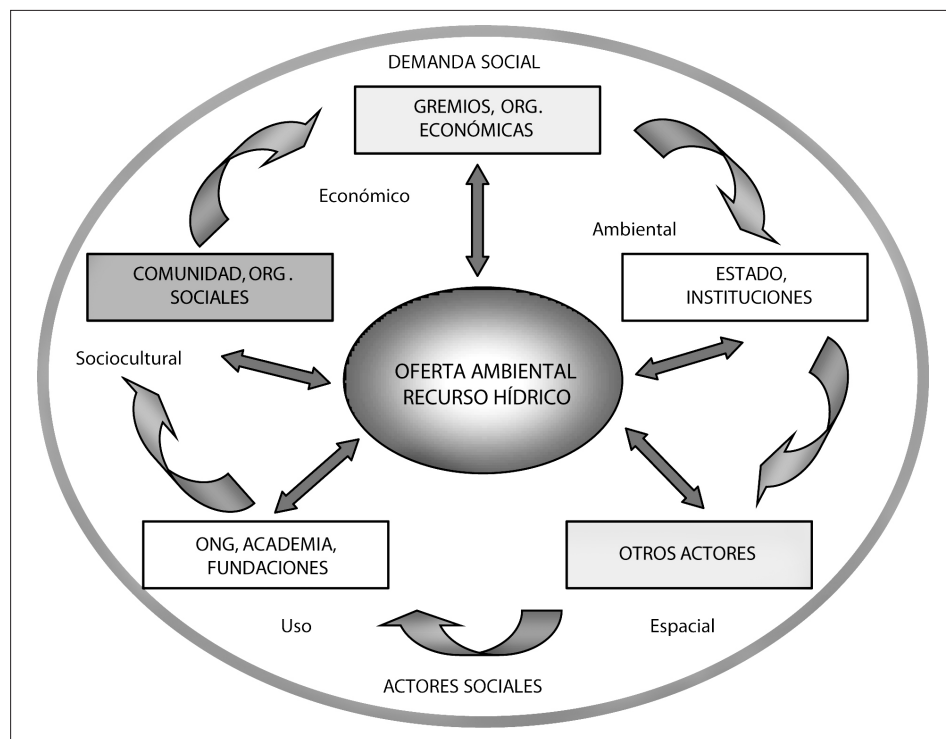 DEMANDA SOCIAL
GREMIOS, ORG.
ECONÓMICAS
Económico
Ambiental
COMUNIDAD, ORG.
SOCIALES
ESTADO,
INSTITUCIONES
Sociocultural
OFERTA AMBIENTAL
RECURSO HÍDRICO
ONG, ACADEMIA,
FUNDACIONES
OTROS ACTORES
Uso
Espacial
ACTORES SOCIALES